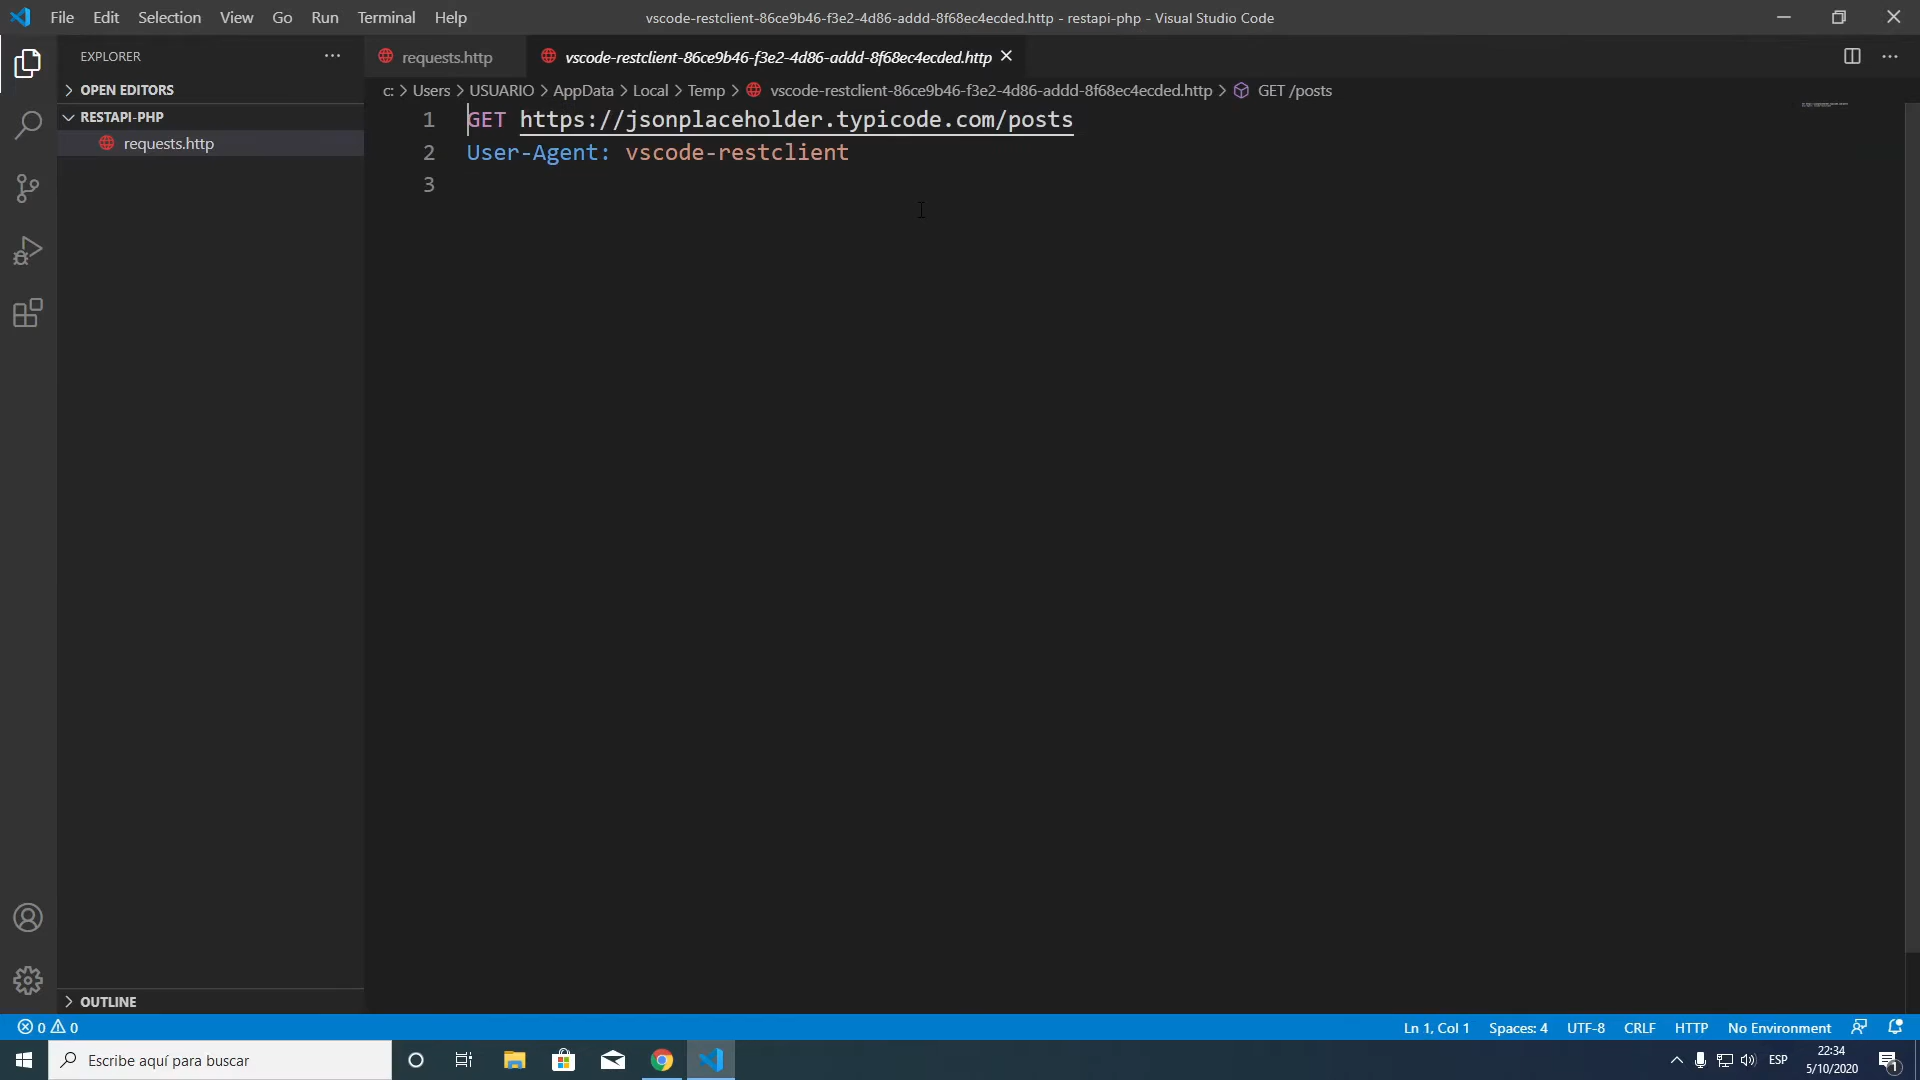 File Edit Selection View Go Run Terminal Help
vscode-restclient-86ce9b46-f3e2-4d86-addd-8f68ec4ecded.http - restapi-php - Visual Studio Code
EXPLORER
requests.http
vscode-restclient-86ce9b46-f3e2-4d86-addd-8f68ec4ecded.http
OPEN EDITORS
c: > Users > USUARIO > AppData > Local > Temp > vscode-restclient-86ce9b46-f3e2-4d86-addd-8f68ec4ecded.http > GET /posts
RESTAPI-PHP
requests.http
1 GET https://jsonplaceholder.typicode.com/posts
2 User-Agent: vscode-restclient
3
OUTLINE
0 0
Ln 1, Col 1 Spaces: 4 UTF-8 CRLF HTTP No Environment
Escribe aquí para buscar
ESP
22:34
5/10/2020
1